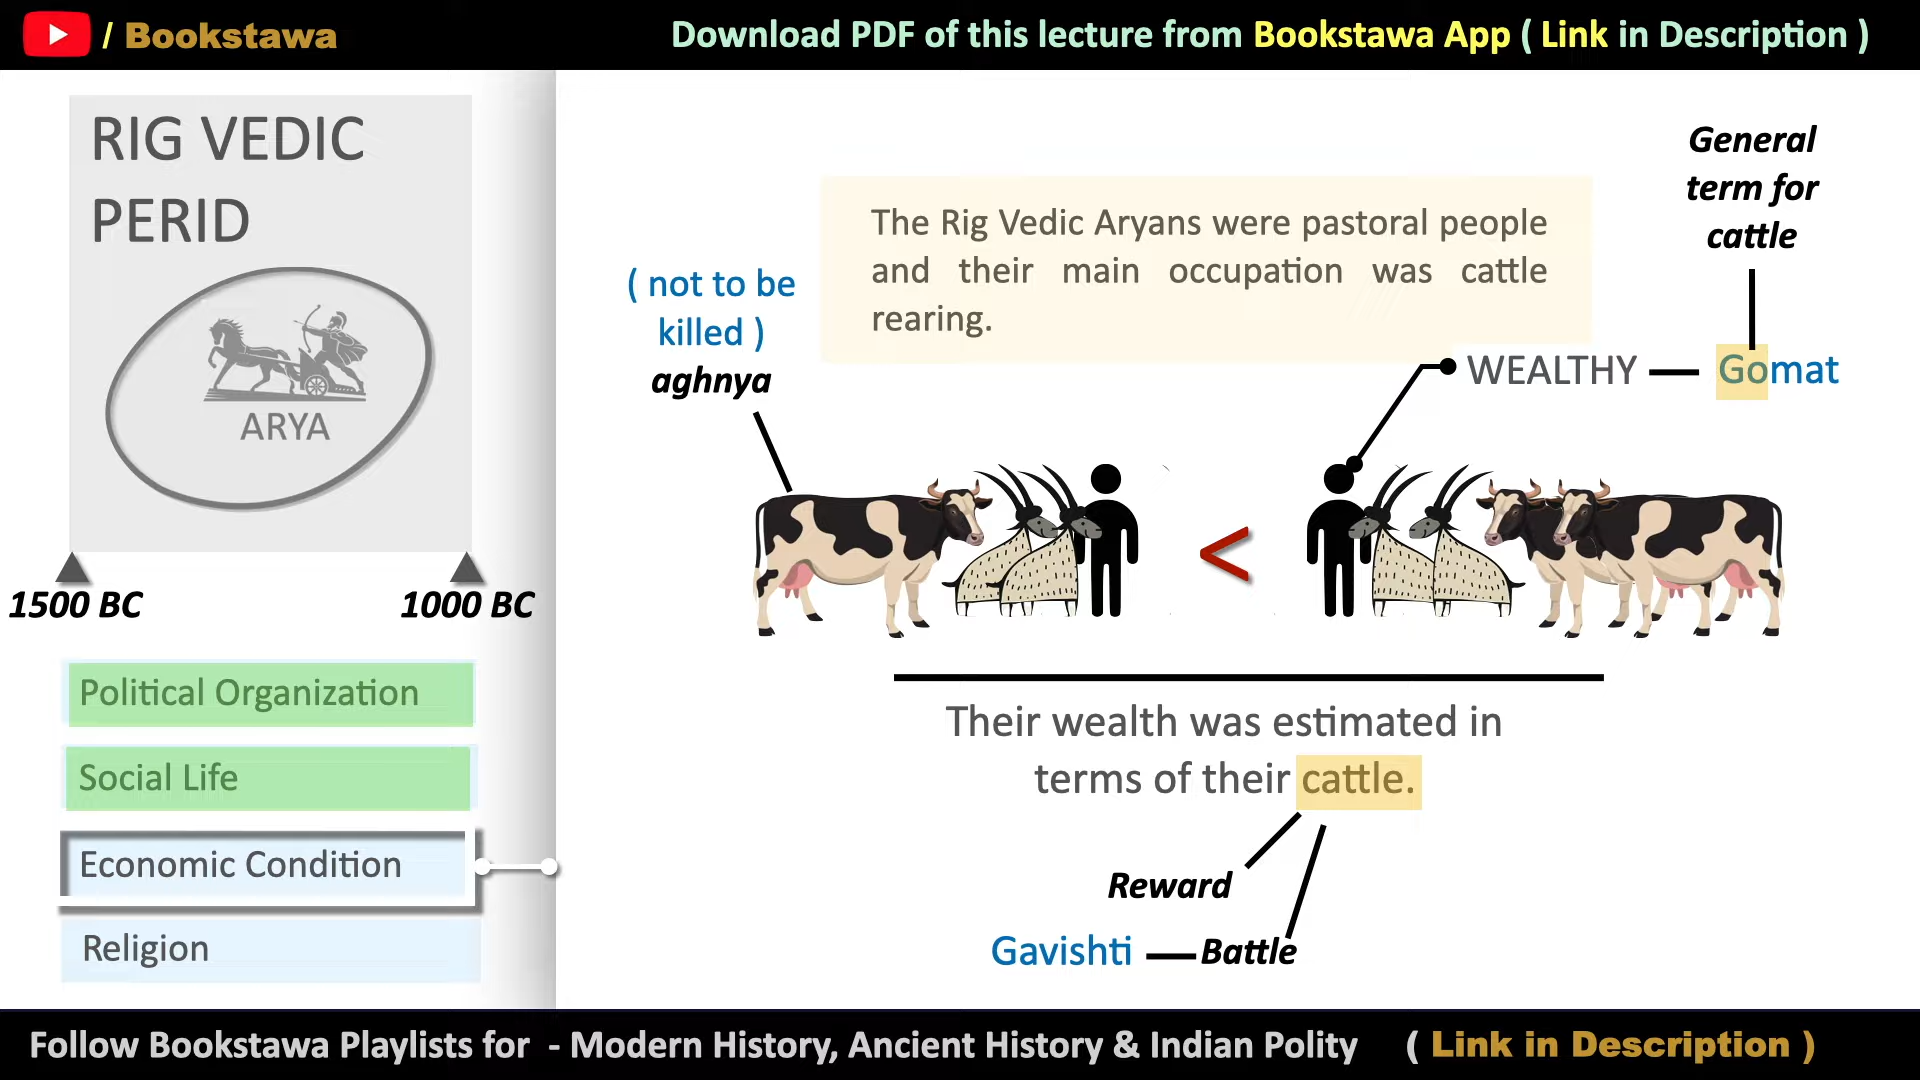 / Bookstawa
Download PDF of this lecture from Bookstawa App ( Link in Description )
RIG VEDIC
PERID
ARYA
1500 BC
1000 BC
Political Organization
Social Life
Economic Condition
Religion
The Rig Vedic Aryans were pastoral people
and their main occupation was cattle
rearing.
( not to be
killed )
aghnya
General
term for
cattle
WEALTHY
Gomat
<
Their wealth was estimated in
terms of their cattle.
Reward
Gavishti
Battle
Follow Bookstawa Playlists for - Modern History, Ancient History & Indian Polity ( Link in Description )